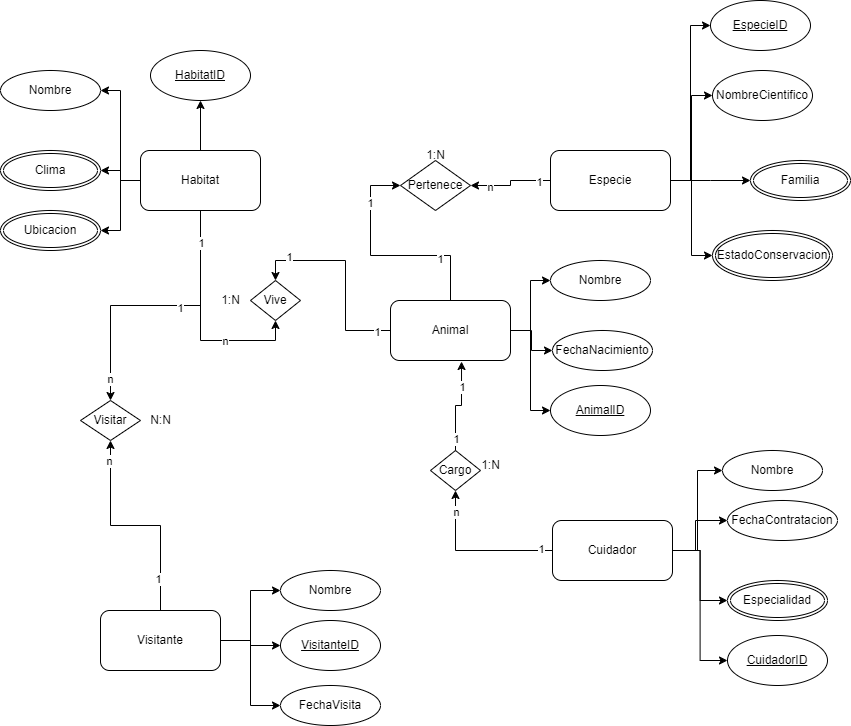 EspecieID
HabitatID
Nombre
NombreCientifico
1:N
Clima
Habitat
Pertenece
n
1
Especie
Familia
1
Ubicacion
1
1
1
EstadoConservacion
Nombre
1:N
Vive
1
1
Animal
n
FechaNacimiento
n
1
AnimalID
Visitar
N:N
1
n
Cargo
1:N
Nombre
n
FechaContratacion
1
Cuidador
1
Nombre
Especialidad
Visitante
VisitanteID
CuidadorID
FechaVisita